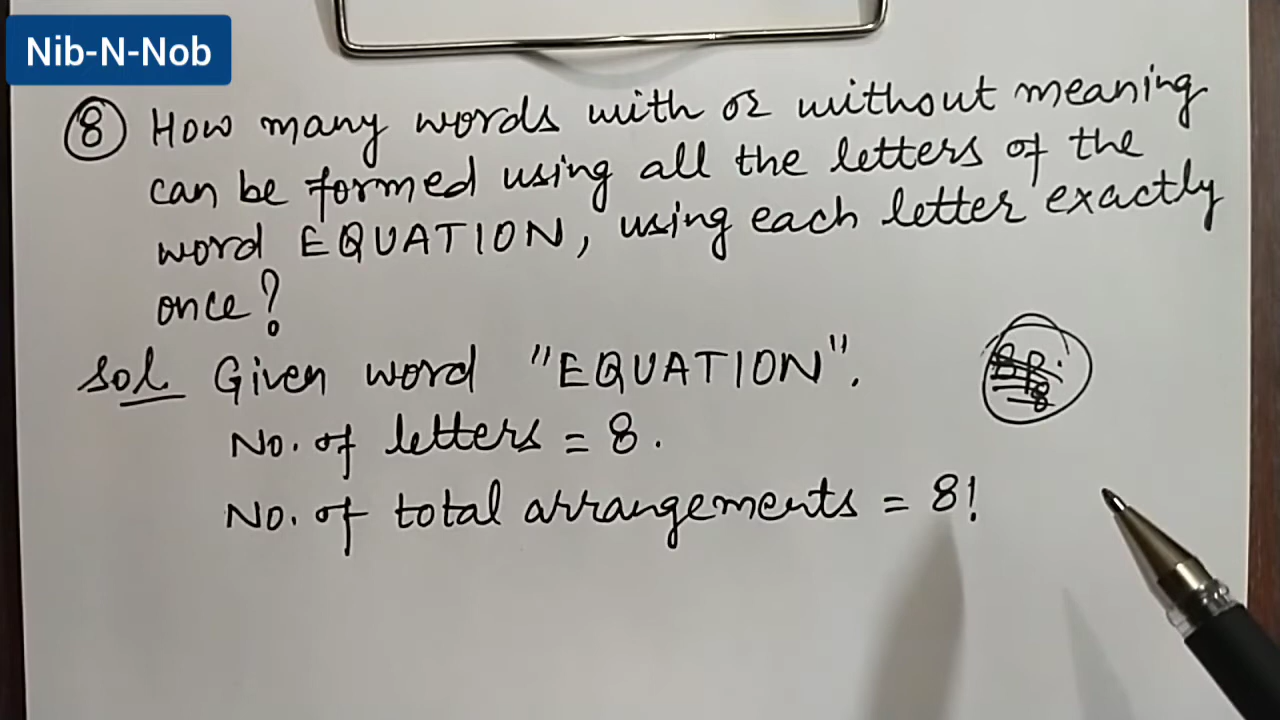 Nib-N-Nob
8 How many words with or without meaning
can be formed using all the letters of the
word EQUATION, using each letter exactly
once?
Sol Given word "EQUATION".
No. of letters = 8.
No. of total arrangements = 8!